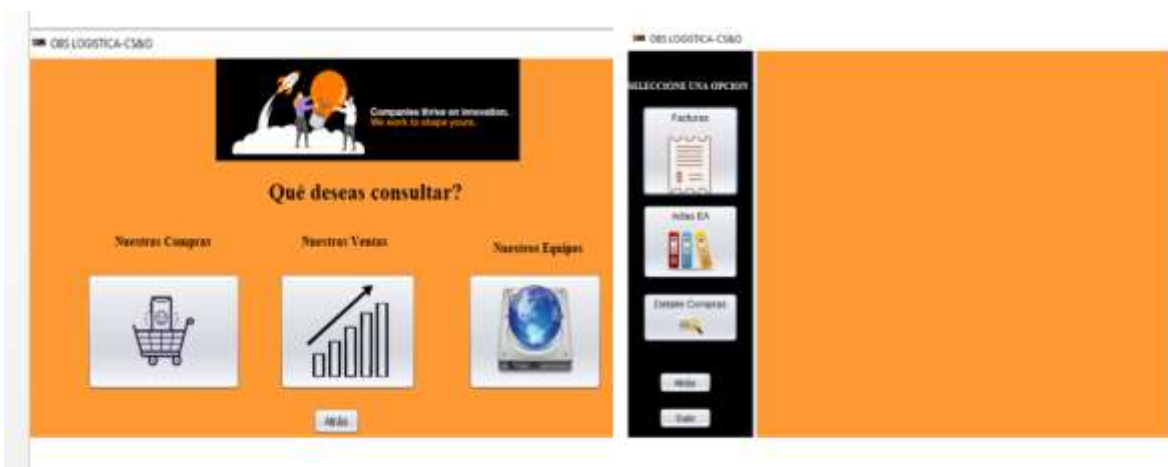 OBS LOGISTICA-CS&O
Companies thrive on innovation.
We work to shape yours.
Qué deseas consultar?
Nuestras Compras
Nuestras Ventas
Nuestros Equipos
Atrás
OBS LOGISTICA-CS&O
SELECCIONE UNA OPCION
Facturas
Actas EA
Detalle Compras
Atrás
Salir